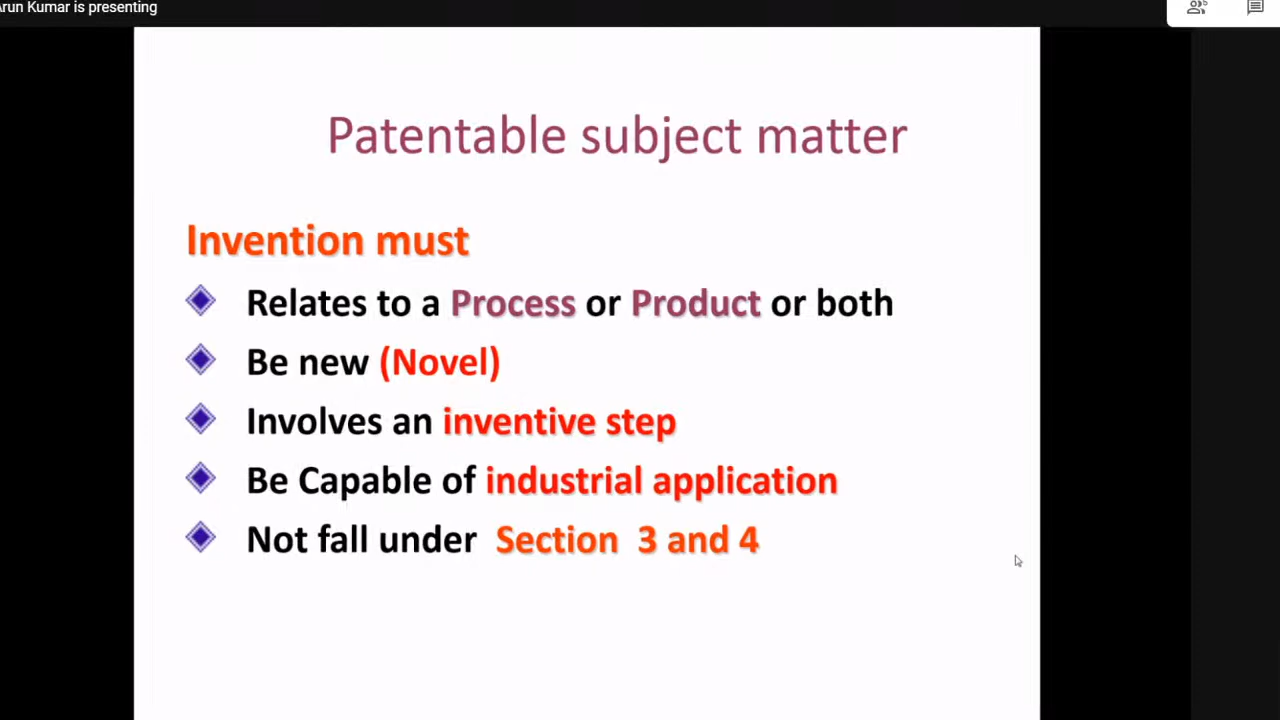 Arun Kumar is presenting
Patentable subject matter
Invention must
Relates to a Process or Product or both
Be new (Novel)
Involves an inventive step
Be Capable of industrial application
Not fall under Section 3 and 4